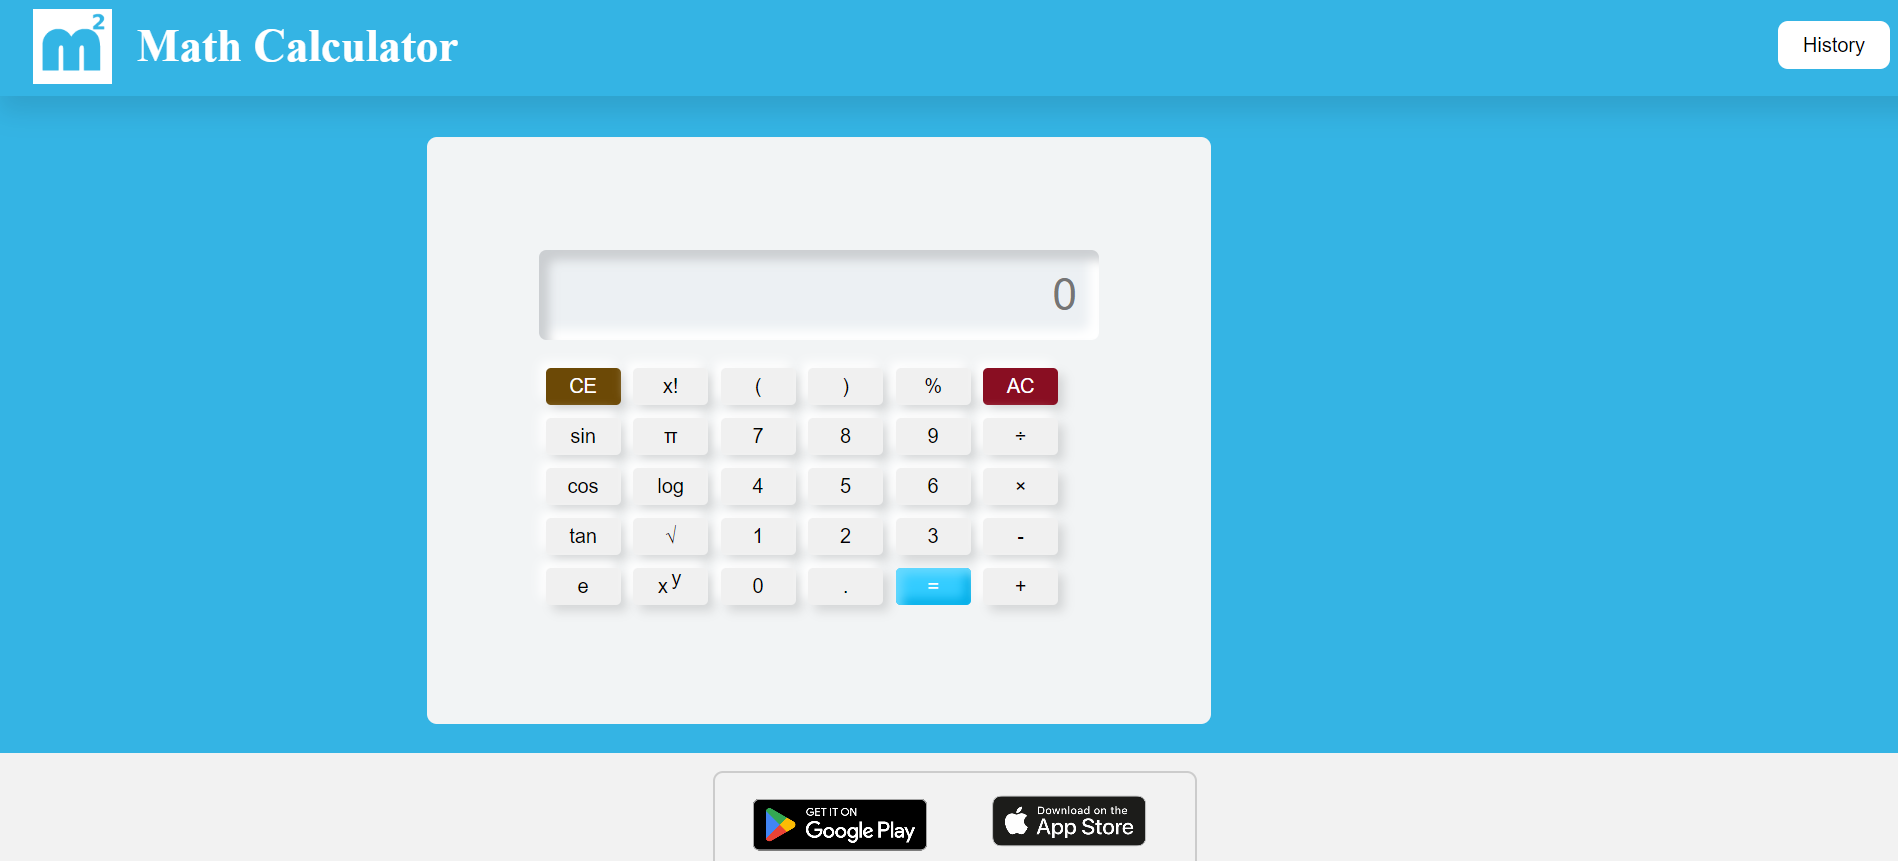 m²
Math Calculator
History
0
CE x! ( ) % AC
sin π 7 8 9 ÷
cos log 4 5 6 ×
tan √ 1 2 3 -
e x y 0 . = +
GET IT ON
Google Play
Download on the
App Store